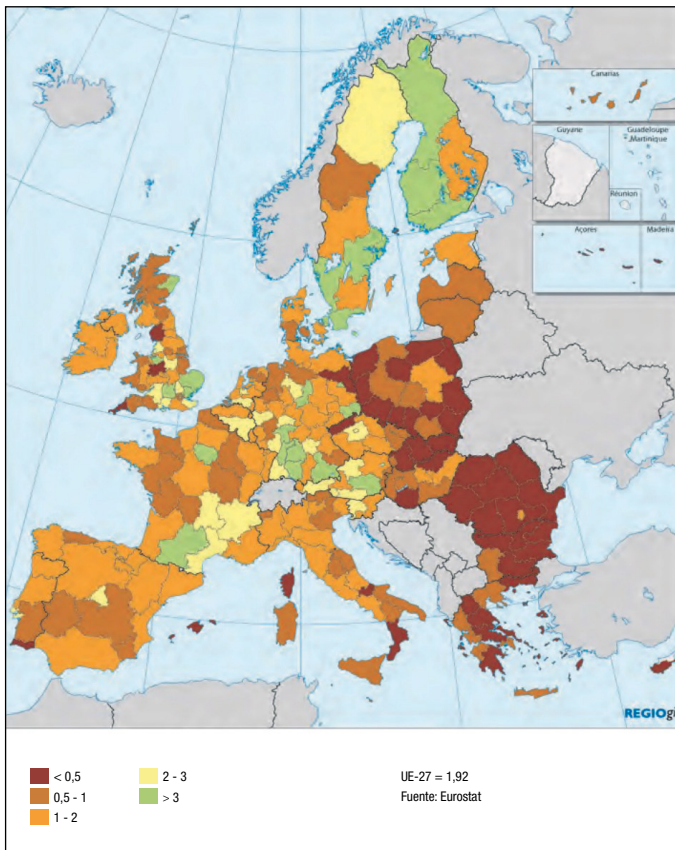 Canarias
Guyane
Guadeloupe
Martinique
Réunion
Açores
Madeira
REGIOgi
< 0,5
0,5 - 1
1 - 2
2 - 3
> 3
UE-27 = 1,92
Fuente: Eurostat